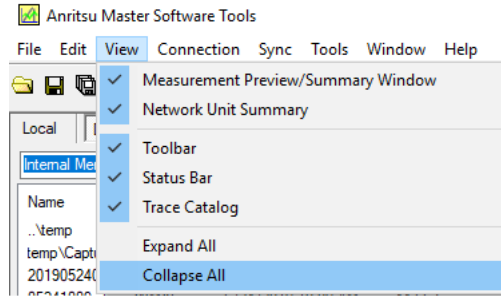 Anritsu Master Software Tools
File Edit View Connection Sync Tools Window Help
Measurement Preview/Summary Window
Network Unit Summary
Local
Toolbar
Internal Me
Status Bar
Name
Trace Catalog
..\temp
temp\Captu
Expand All
20190524
Collapse All